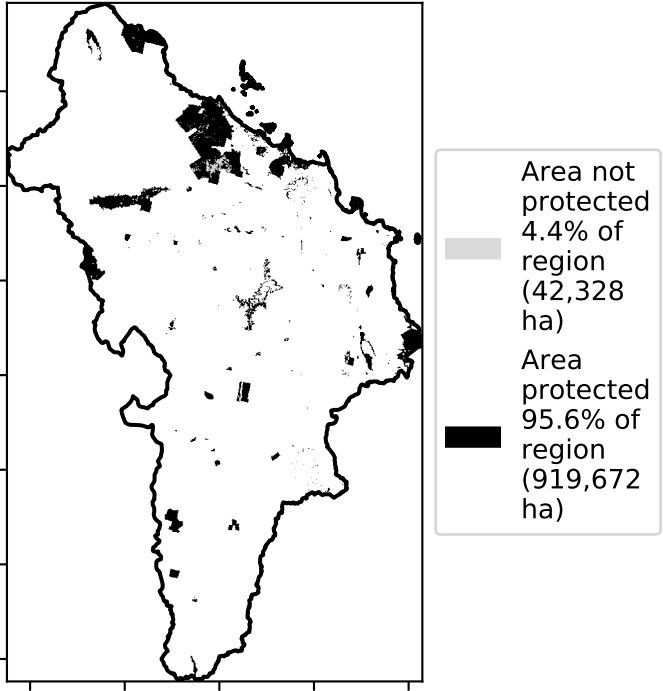 Area not
protected
4.4% of
region
(42,328
ha)
Area
protected
95.6% of
region
(919,672
ha)